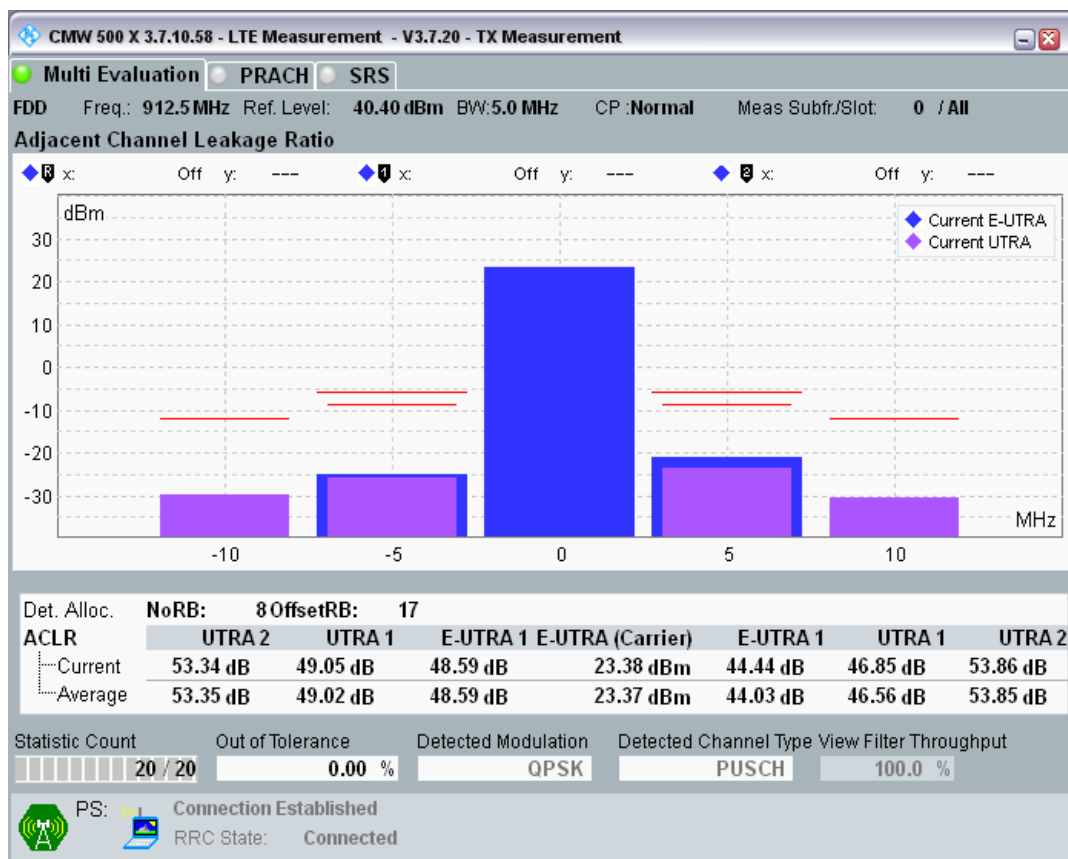 CMW 500 X 3.7.10.58 - LTE Measurement - V3.7.20 - TX Measurement
Multi Evaluation PRACH SRS
FDD Freq.: 912.5 MHz Ref. Level: 40.40 dBm BW:5.0 MHz CP :Normal Meas Subfr./Slot: 0 / All
Adjacent Channel Leakage Ratio
R x: Off y: --- 1 x: Off y: --- 2 x: Off y: ---
dBm
Current E-UTRA
Current UTRA
30
20
10
0
-10
-20
-30
MHz
-10 -5 0 5 10
Det. Alloc. NoRB: 8 OffsetRB: 17
ACLR UTRA 2 UTRA 1 E-UTRA 1 E-UTRA (Carrier) E-UTRA 1 UTRA 1 UTRA 2
Current 53.34 dB 49.05 dB 48.59 dB 23.38 dBm 44.44 dB 46.85 dB 53.86 dB
Average 53.35 dB 49.02 dB 48.59 dB 23.37 dBm 44.03 dB 46.56 dB 53.85 dB
Statistic Count Out of Tolerance Detected Modulation Detected Channel Type View Filter Throughput
20 / 20 0.00 % QPSK PUSCH 100.0 %
PS: Connection Established
RRC State: Connected